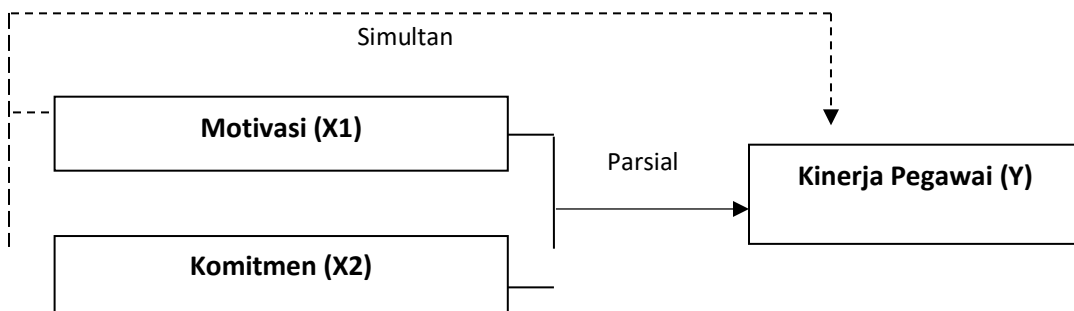 Simultan
Motivasi (X1)
Parsial
Kinerja Pegawai (Y)
Komitmen (X2)